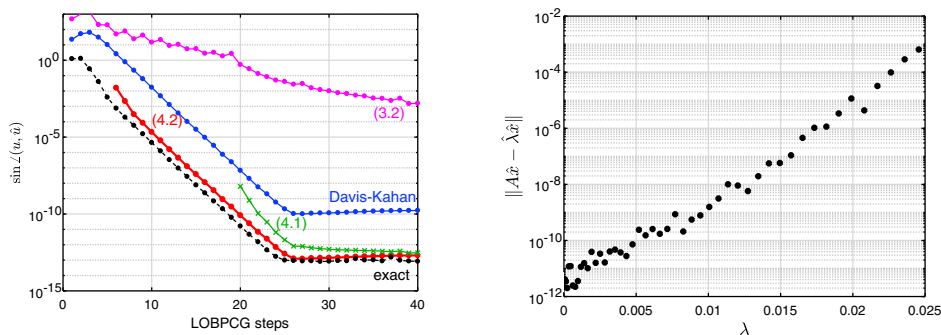 10^0
10^{-5}
10^{-10}
10^{-15}
sin ∠(u, û)
(3.2)
(4.2)
Davis-Kahan
(4.1)
exact
0 10 20 30 40
LOBPCG steps
10^{-2}
10^{-4}
10^{-6}
10^{-8}
10^{-10}
10^{-12}
||Ax̂ − λ̂x̂||
0 0.005 0.01 0.015 0.02 0.025
λ